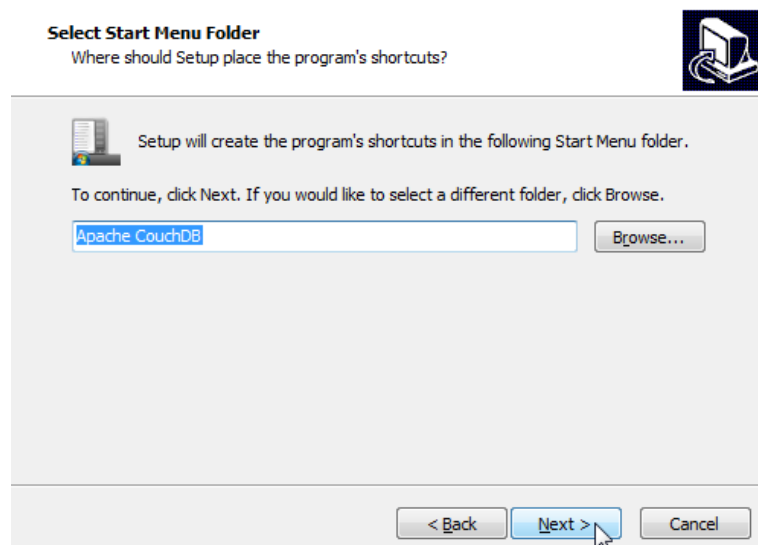 Select Start Menu Folder
Where should Setup place the program's shortcuts?
Setup will create the program's shortcuts in the following Start Menu folder.
To continue, click Next. If you would like to select a different folder, click Browse.
Apache CouchDB
Browse...
< Back
Next >
Cancel